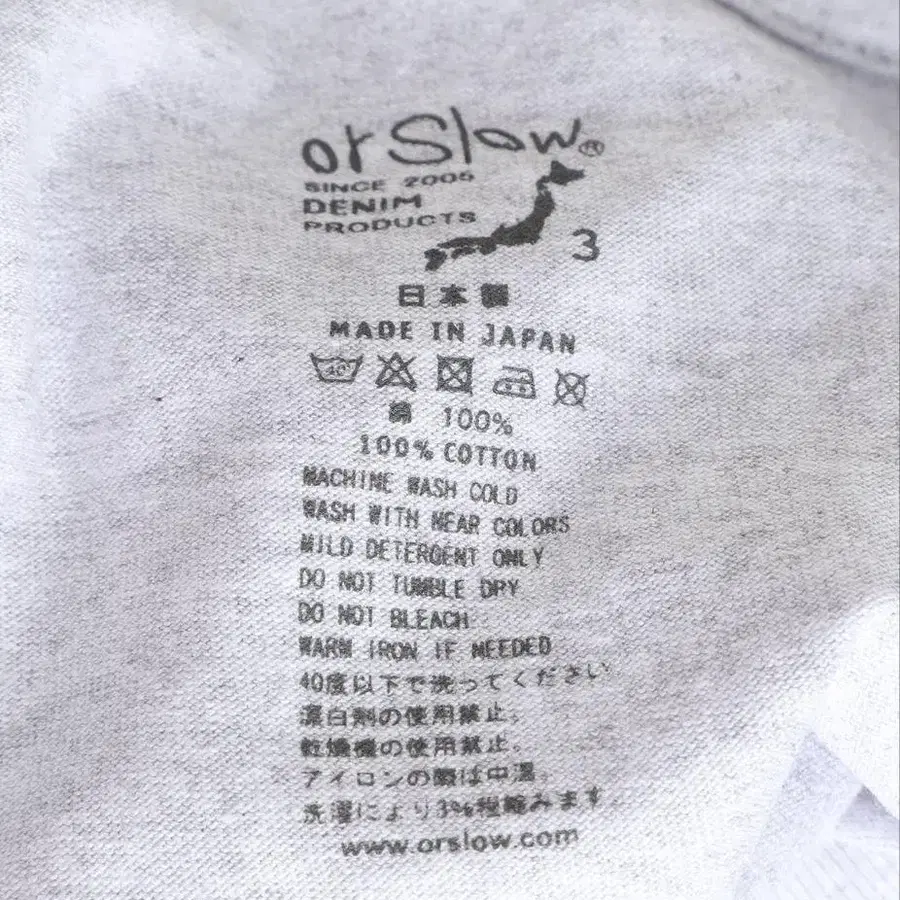 orSlow®
SINCE 2005
DENIM
PRODUCTS
3
日本製
MADE IN JAPAN
40°
綿 100%
100% COTTON
MACHINE WASH COLD
WASH WITH NEAR COLORS
MILD DETERGENT ONLY
DO NOT TUMBLE DRY
DO NOT BLEACH
WARM IRON IF NEEDED
40度以下で洗ってください
漂白剤の使用禁止。
乾燥機の使用禁止。
アイロンの際は中温。
洗濯により3%程縮みます
www.orslow.com